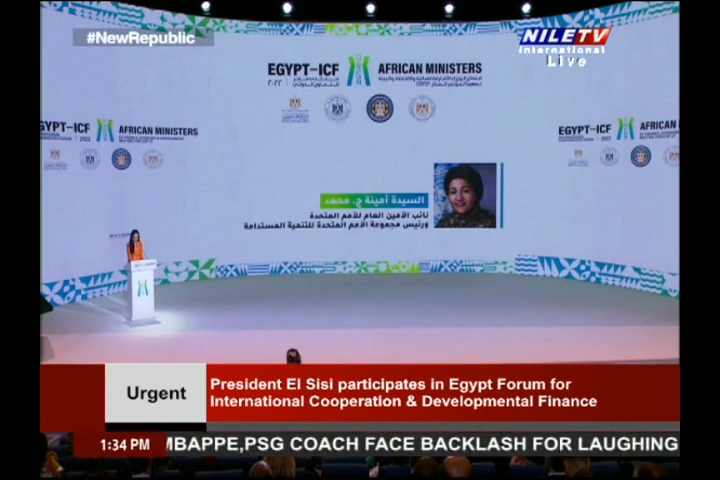 #NewRepublic
NILE TV
International
Live
EGYPT-ICF
AFRICAN MINISTERS
٢٠٢٢
COP27
EGYPT-ICF
AFRICAN MINISTERS
EGYPT-ICF
AFRICAN M
السيدة أمينة ج. محمد
نائب الأمين العام للأمم المتحدة
ورئيس مجموعة الأمم المتحدة للتنمية المستدامة
Urgent
President El Sisi participates in Egypt Forum for
International Cooperation & Developmental Finance
1:34 PM
MBAPPE,PSG COACH FACE BACKLASH FOR LAUGHING